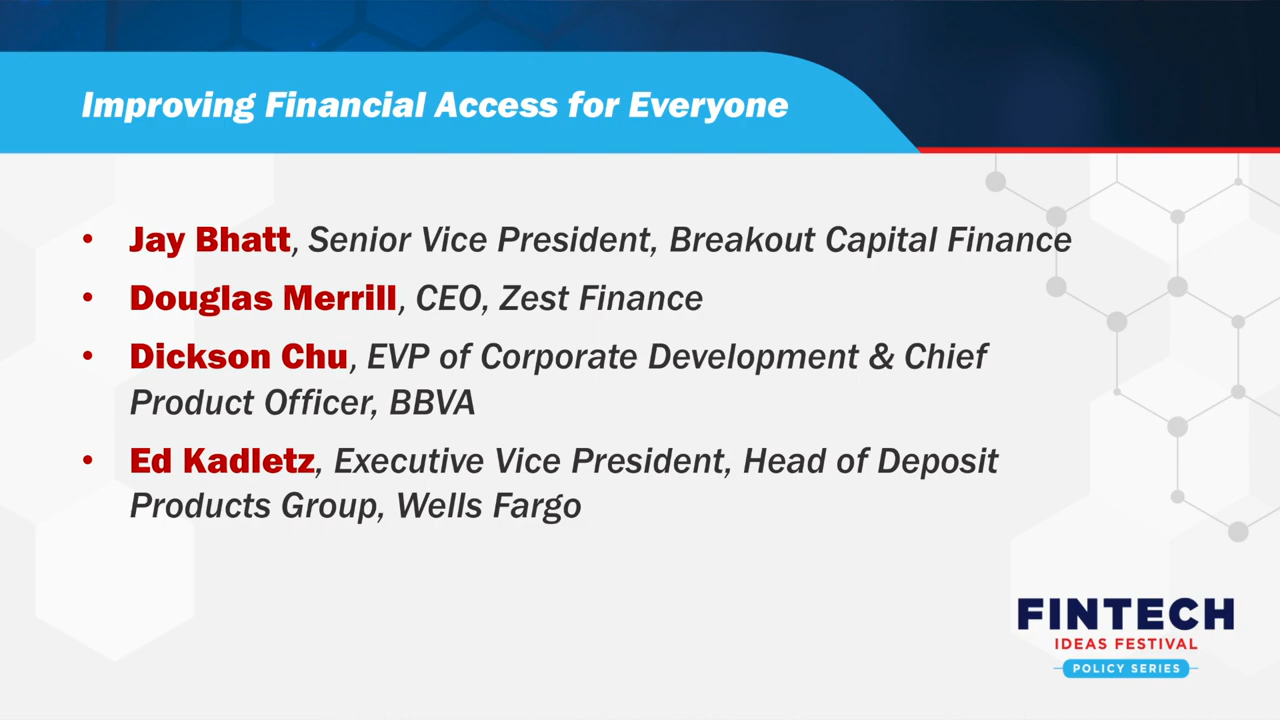 Improving Financial Access for Everyone
• Jay Bhatt, Senior Vice President, Breakout Capital Finance
• Douglas Merrill, CEO, Zest Finance
• Dickson Chu, EVP of Corporate Development & Chief
Product Officer, BBVA
• Ed Kadletz, Executive Vice President, Head of Deposit
Products Group, Wells Fargo
FINTECH
IDEAS FESTIVAL
POLICY SERIES